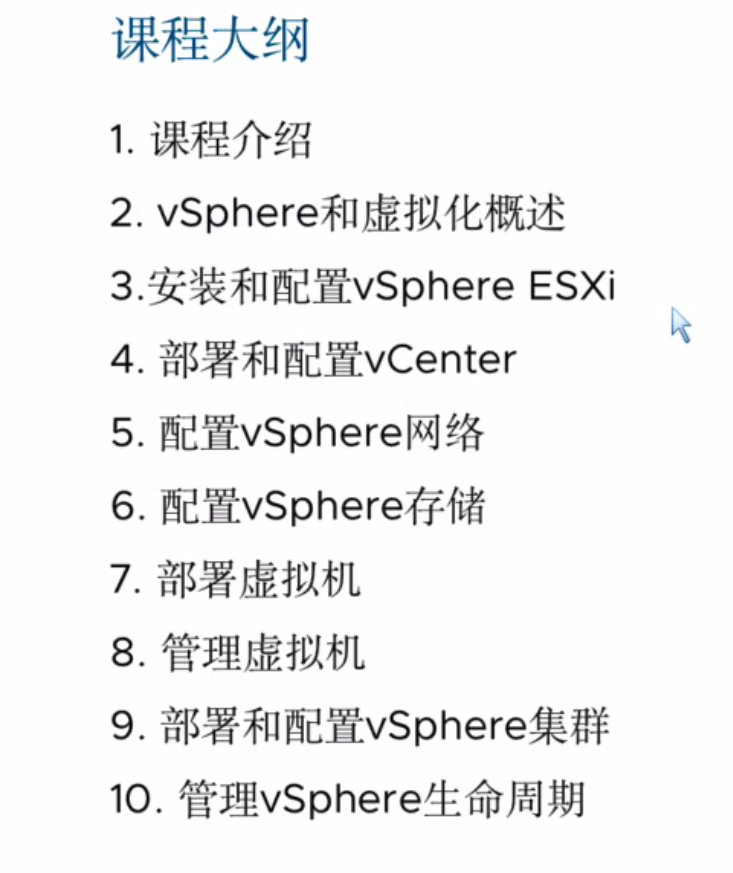 课程大纲
1. 课程介绍
2. vSphere和虚拟化概述
3.安装和配置vSphere ESXi
4. 部署和配置vCenter
5. 配置vSphere网络
6. 配置vSphere存储
7. 部署虚拟机
8. 管理虚拟机
9. 部署和配置vSphere集群
10. 管理vSphere生命周期